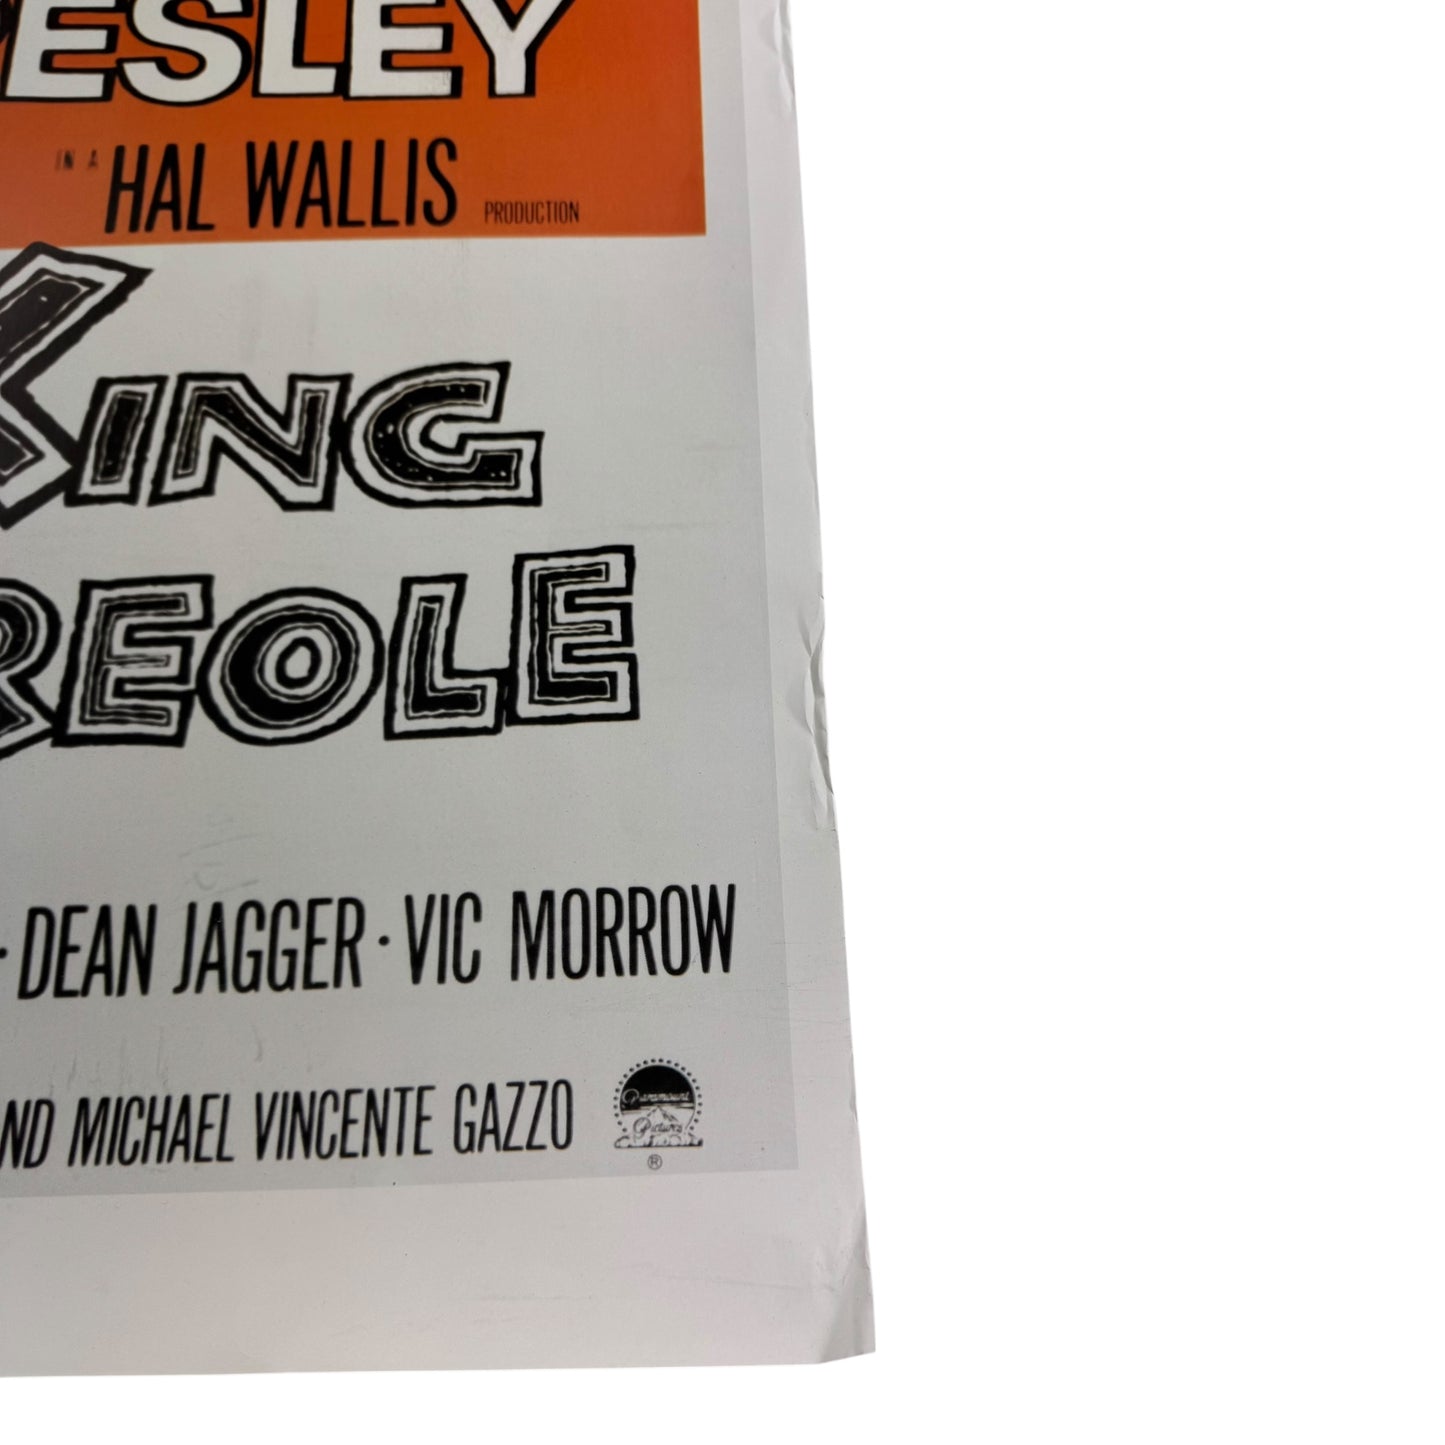 ESLEY
IN A HAL WALLIS PRODUCTION
KING
REOLE
· DEAN JAGGER · VIC MORROW
ND MICHAEL VINCENTE GAZZO
Paramount
Pictures
®